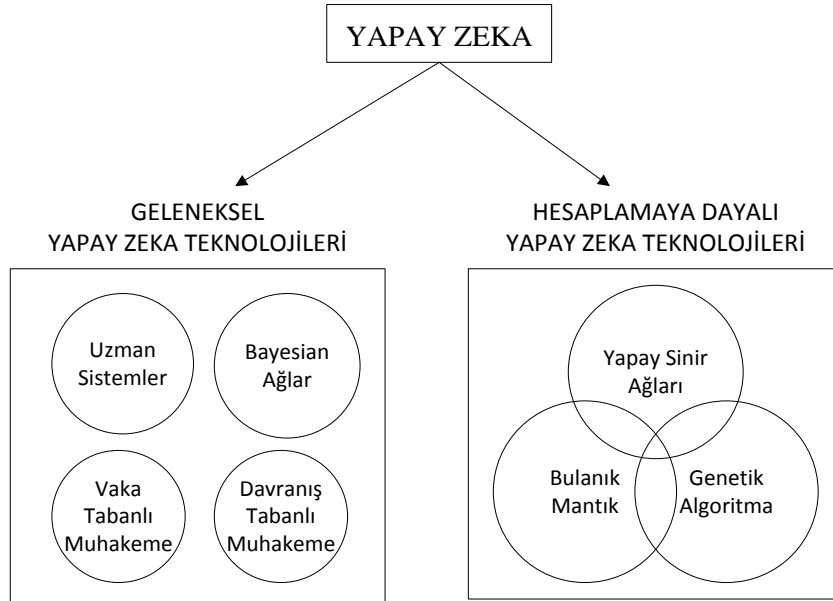 YAPAY ZEKA
GELENEKSEL
YAPAY ZEKA TEKNOLOJİLERİ
HESAPLAMAYA DAYALI
YAPAY ZEKA TEKNOLOJİLERİ
Uzman
Sistemler
Bayesian
Ağlar
Vaka
Tabanlı
Muhakeme
Davranış
Tabanlı
Muhakeme
Yapay Sinir
Ağları
Bulanık
Mantık
Genetik
Algoritma